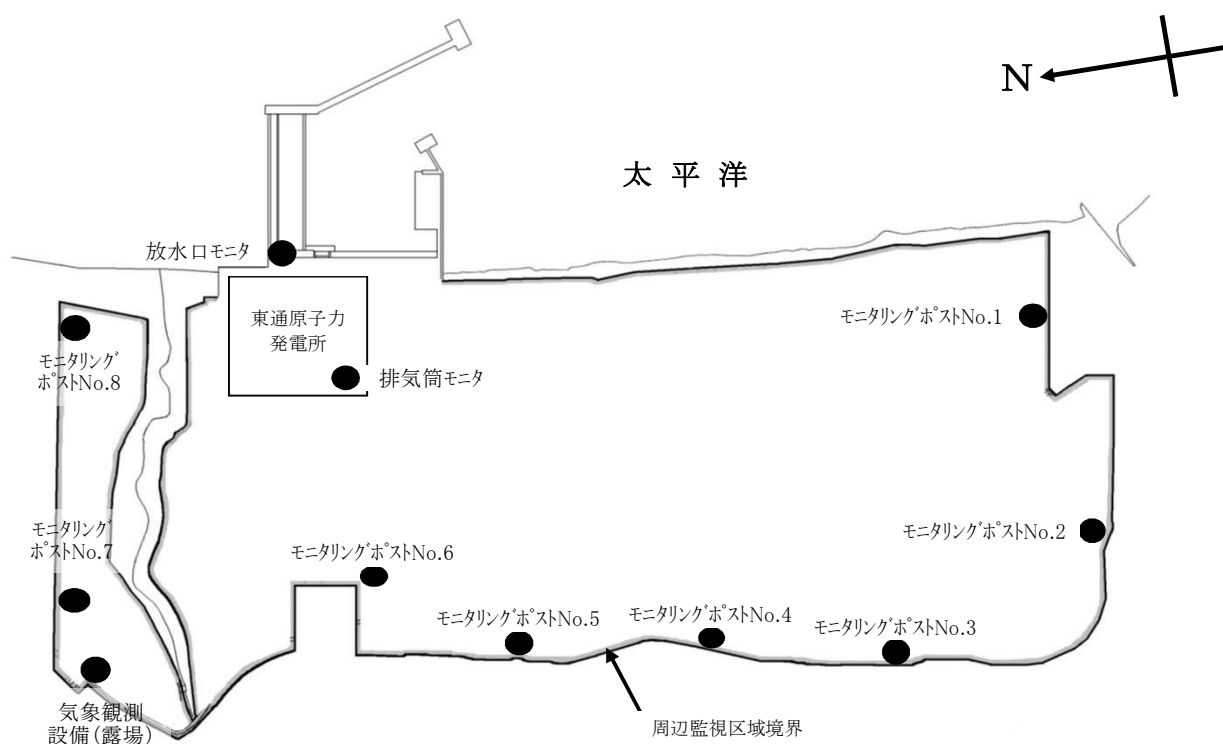 N
太平洋
放水口モニタ
東通原子力
発電所
モニタリングポストNo.1
モニタリング
ポストNo.8
排気筒モニタ
モニタリング
ポストNo.7
モニタリングポストNo.2
モニタリングポストNo.6
モニタリングポストNo.5
モニタリングポストNo.4
モニタリングポストNo.3
気象観測
設備(露場)
周辺監視区域境界